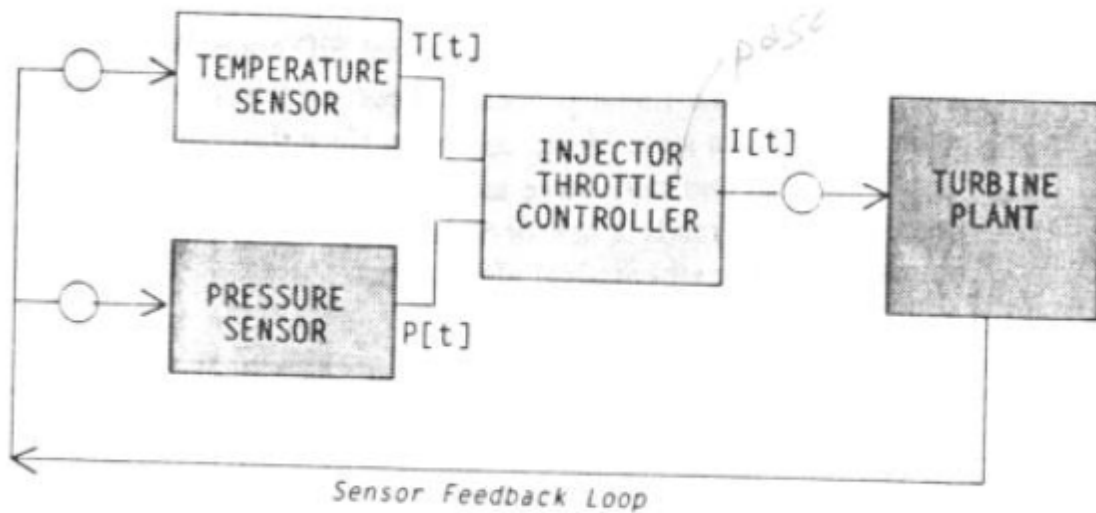 T[t]
TEMPERATURE
SENSOR
INJECTOR
THROTTLE
CONTROLLER
I[t]
TURBINE
PLANT
PRESSURE
SENSOR
P[t]
Sensor Feedback Loop